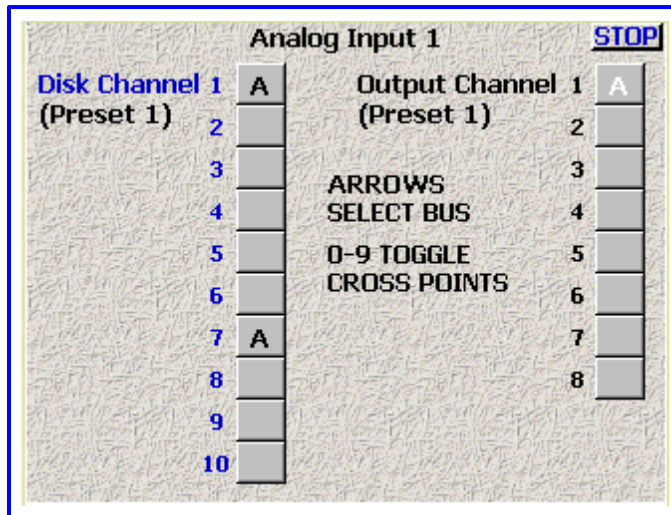 Analog Input 1 STOP
Disk Channel 1 A Output Channel 1 A
(Preset 1) 2 (Preset 1) 2
3 ARROWS 3
4 SELECT BUS 4
5 0-9 TOGGLE 5
6 CROSS POINTS 6
7 A 7
8 8
9
10